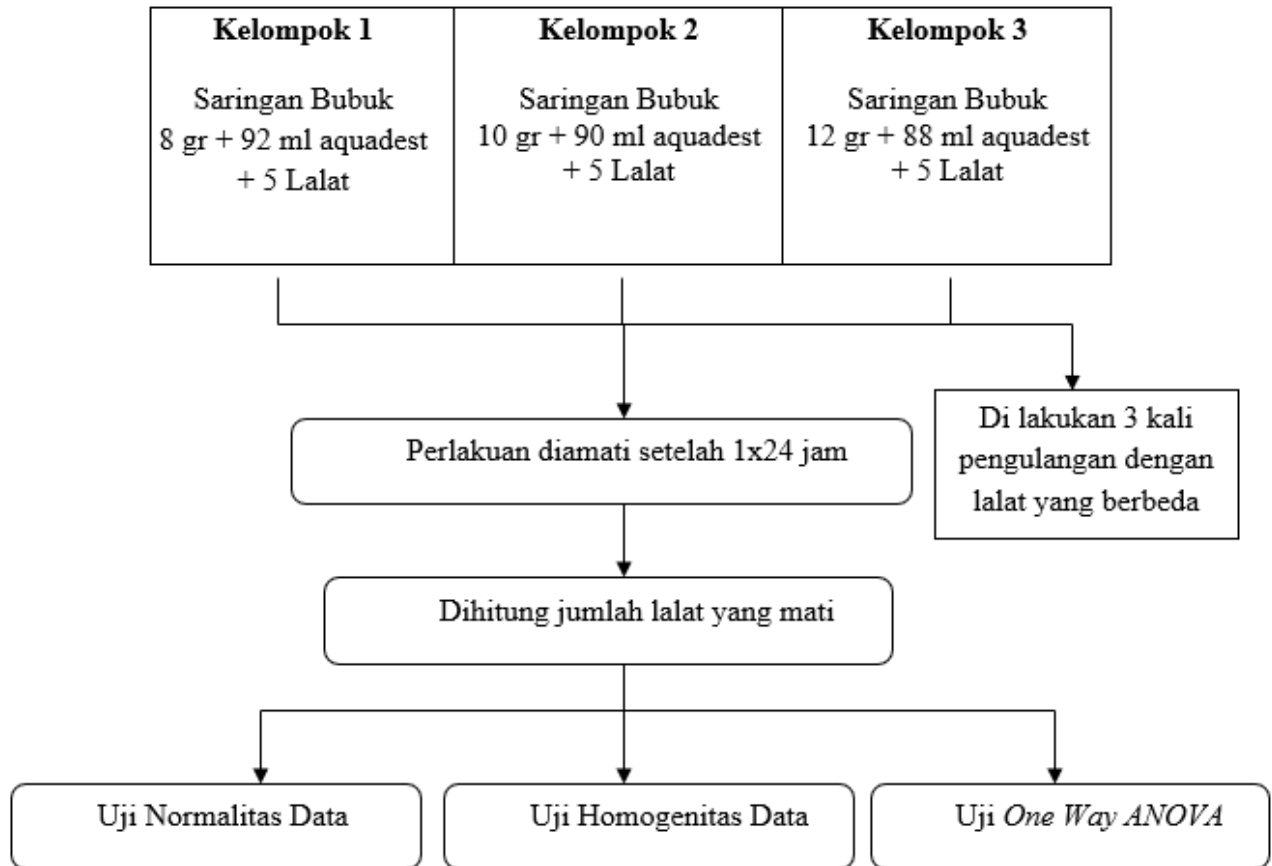 Kelompok 1
Saringan Bubuk
8 gr + 92 ml aquadest
+ 5 Lalat
Kelompok 2
Saringan Bubuk
10 gr + 90 ml aquadest
+ 5 Lalat
Kelompok 3
Saringan Bubuk
12 gr + 88 ml aquadest
+ 5 Lalat
Perlakuan diamati setelah 1x24 jam
Di lakukan 3 kali
pengulangan dengan
lalat yang berbeda
Dihitung jumlah lalat yang mati
Uji Normalitas Data
Uji Homogenitas Data
Uji One Way ANOVA